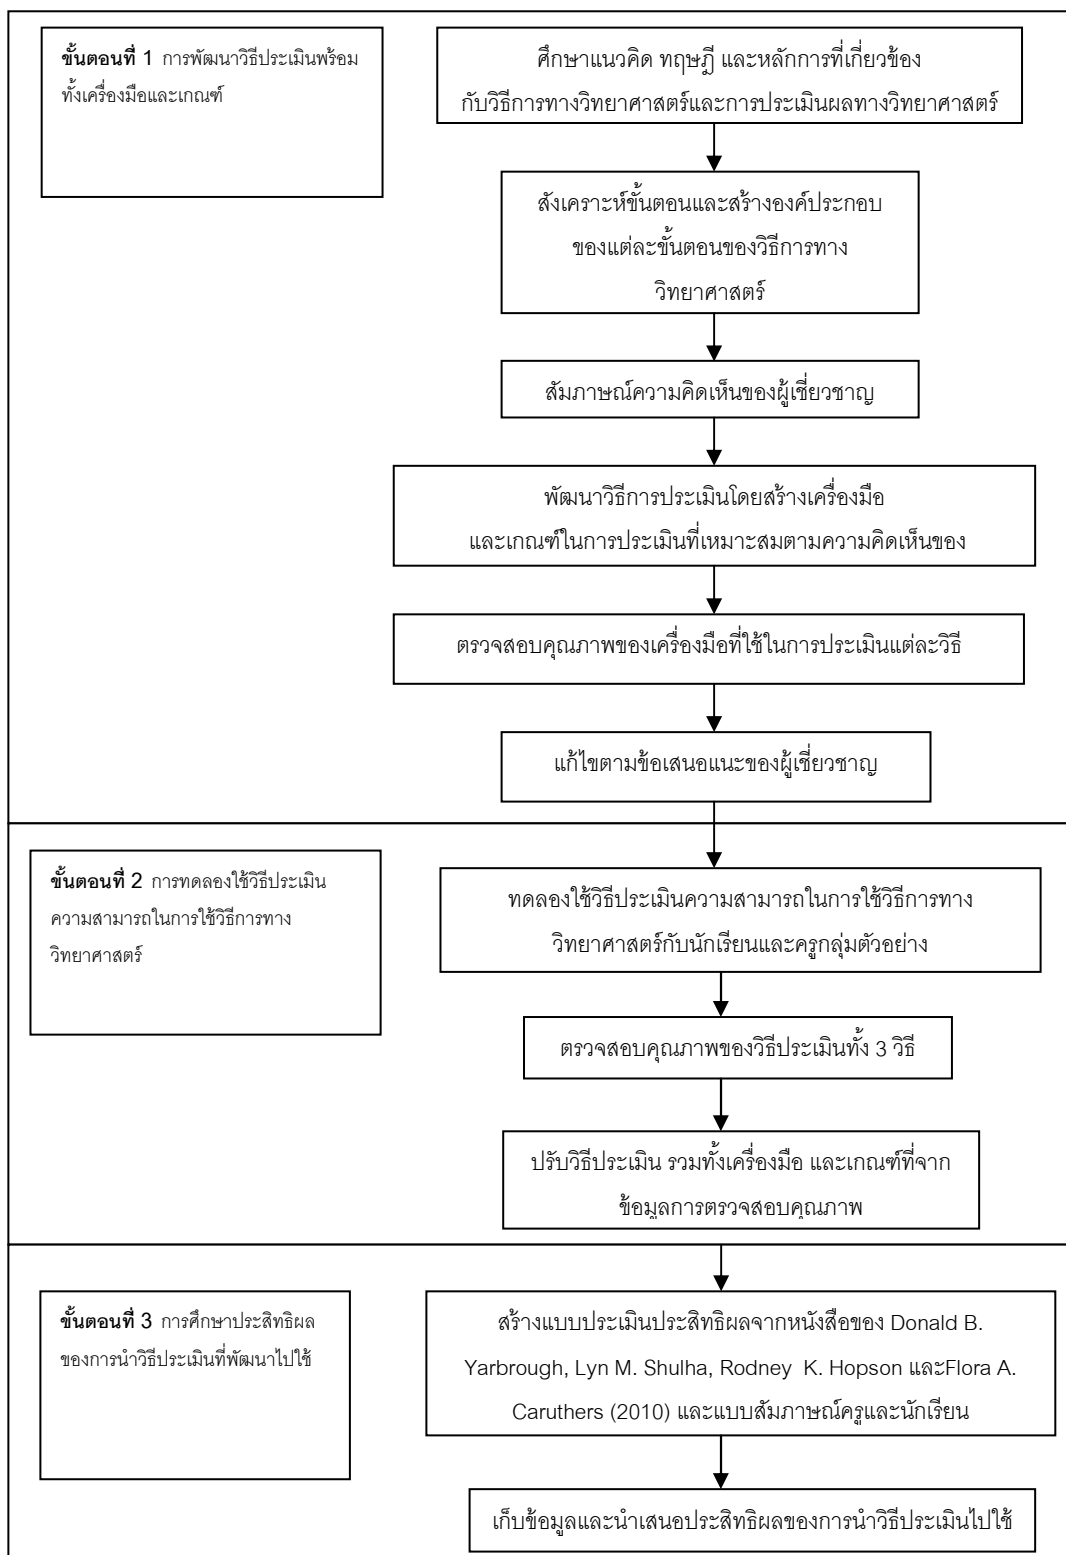 ขั้นตอนที่ 1 การพัฒนาวิธีประเมินพร้อม
ทั้งเครื่องมือและเกณฑ์
ศึกษาแนวคิด ทฤษฎี และหลักการที่เกี่ยวข้อง
กับวิธีการทางวิทยาศาสตร์และการประเมินผลทางวิทยาศาสตร์
สังเคราะห์ขั้นตอนและสร้างองค์ประกอบ
ของแต่ละขั้นตอนของวิธีการทาง
วิทยาศาสตร์
สัมภาษณ์ความคิดเห็นของผู้เชี่ยวชาญ
พัฒนาวิธีการประเมินโดยสร้างเครื่องมือ
และเกณฑ์ในการประเมินที่เหมาะสมตามความคิดเห็นของ
ตรวจสอบคุณภาพของเครื่องมือที่ใช้ในการประเมินแต่ละวิธี
แก้ไขตามข้อเสนอแนะของผู้เชี่ยวชาญ
ขั้นตอนที่ 2 การทดลองใช้วิธีประเมิน
ความสามารถในการใช้วิธีการทาง
วิทยาศาสตร์
ทดลองใช้วิธีประเมินความสามารถในการใช้วิธีการทาง
วิทยาศาสตร์กับนักเรียนและครูกลุ่มตัวอย่าง
ตรวจสอบคุณภาพของวิธีประเมินทั้ง 3 วิธี
ปรับวิธีประเมิน รวมทั้งเครื่องมือ และเกณฑ์ที่จาก
ข้อมูลการตรวจสอบคุณภาพ
ขั้นตอนที่ 3 การศึกษาประสิทธิผล
ของการนำวิธีประเมินที่พัฒนาไปใช้
สร้างแบบประเมินประสิทธิผลจากหนังสือของ Donald B.
Yarbrough, Lyn M. Shulha, Rodney K. Hopson และFlora A.
Caruthers (2010) และแบบสัมภาษณ์ครูและนักเรียน
เก็บข้อมูลและนำเสนอประสิทธิผลของการนำวิธีประเมินไปใช้